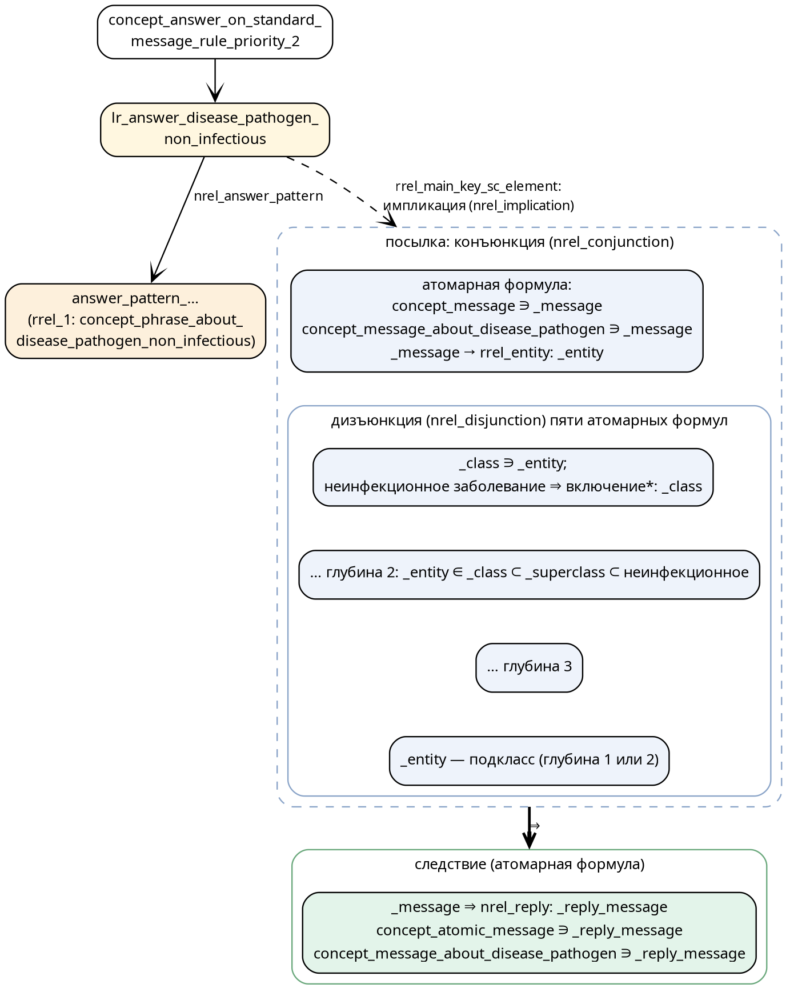 concept_answer_on_standard_
message_rule_priority_2
lr_answer_disease_pathogen_
non_infectious
nrel_answer_pattern
rrel_main_key_sc_element:
импликация (nrel_implication)
answer_pattern_...
(rrel_1: concept_phrase_about_
disease_pathogen_non_infectious)
посылка: конъюнкция (nrel_conjunction)
атомарная формула:
concept_message ∋ _message
concept_message_about_disease_pathogen ∋ _message
_message → rrel_entity: _entity
дизъюнкция (nrel_disjunction) пяти атомарных формул
_class ∋ _entity;
неинфекционное заболевание ⇒ включение*: _class
... глубина 2: _entity ∈ _class ⊂ _superclass ⊂ неинфекционное
... глубина 3
_entity — подкласс (глубина 1 или 2)
⇒
следствие (атомарная формула)
_message ⇒ nrel_reply: _reply_message
concept_atomic_message ∋ _reply_message
concept_message_about_disease_pathogen ∋ _reply_message